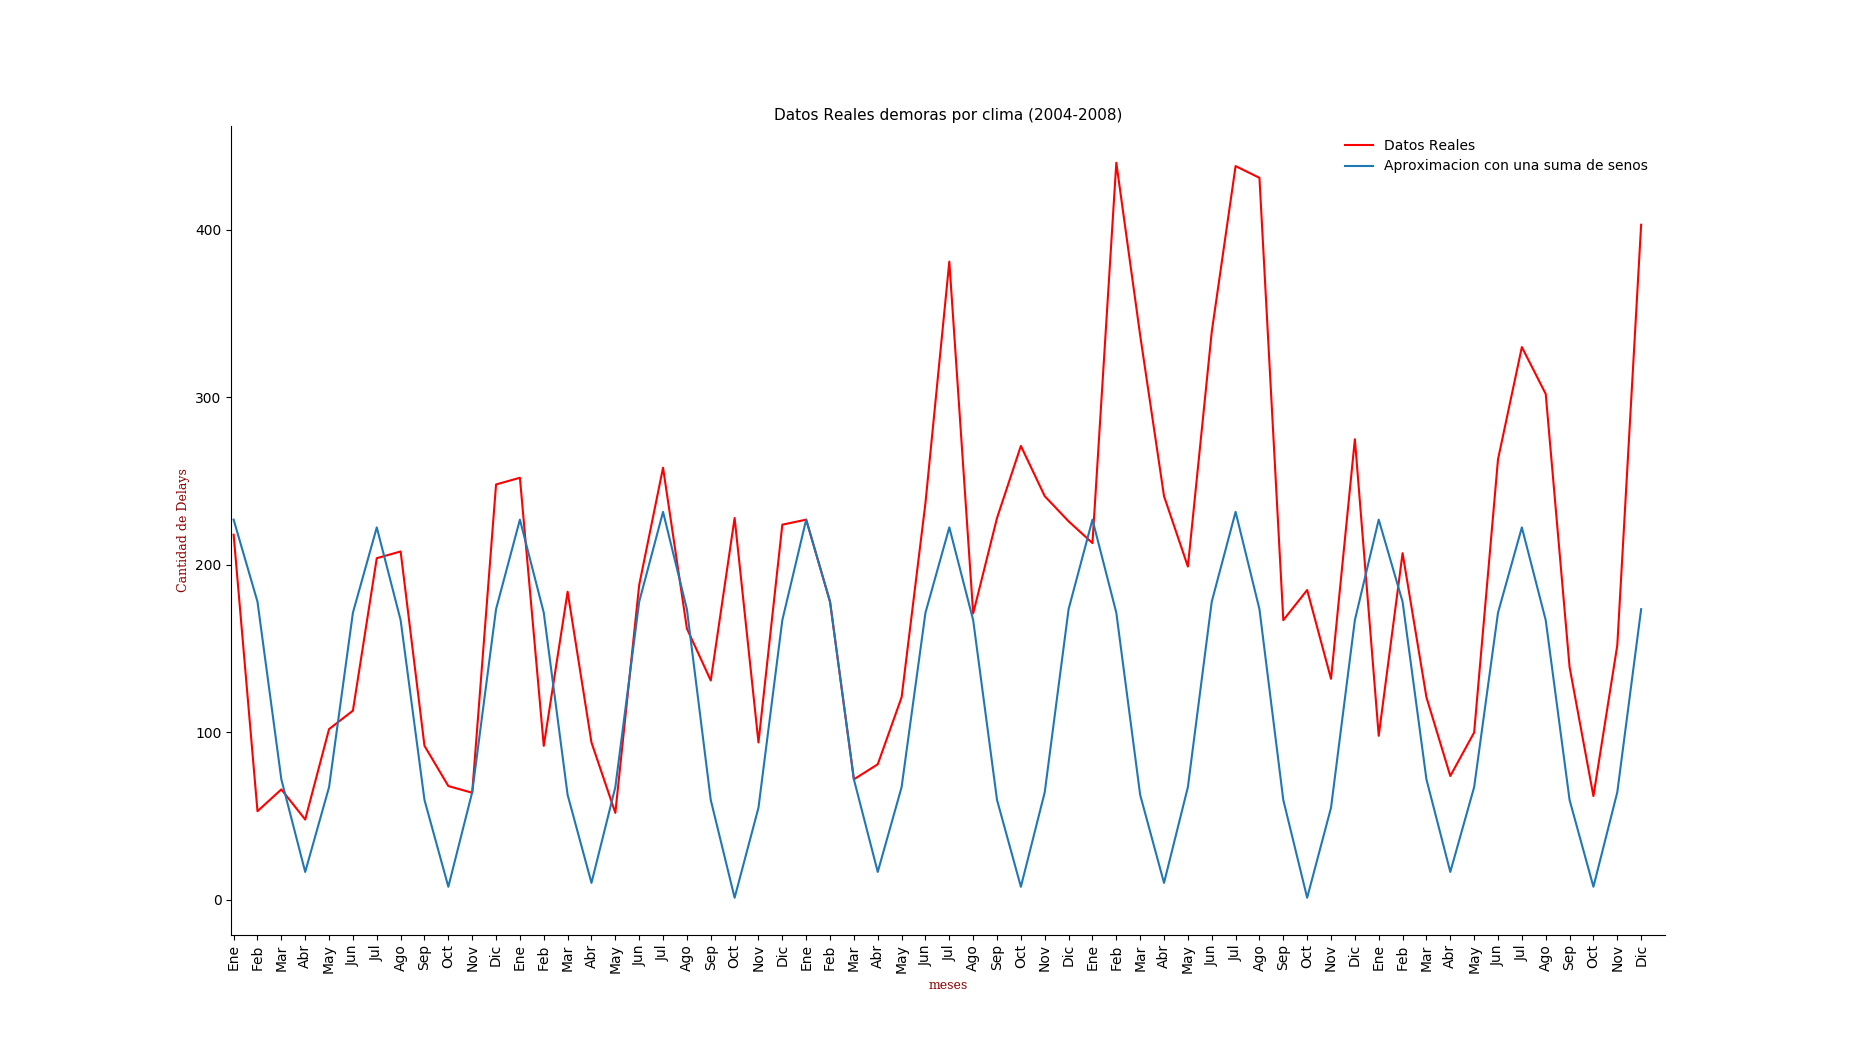 Datos Reales demoras por clima (2004-2008)
Datos Reales
Aproximacion con una suma de senos
400
300
200
100
0
Cantidad de Delays
Ene Feb Mar Abr May Jun Jul Ago Sep Oct Nov Dic Ene Feb Mar Abr May Jun Jul Ago Sep Oct Nov Dic Ene Feb Mar Abr May Jun Jul Ago Sep Oct Nov Dic Ene Feb Mar Abr May Jun Jul Ago Sep Oct Nov Dic Ene Feb Mar Abr May Jun Jul Ago Sep Oct Nov Dic
meses